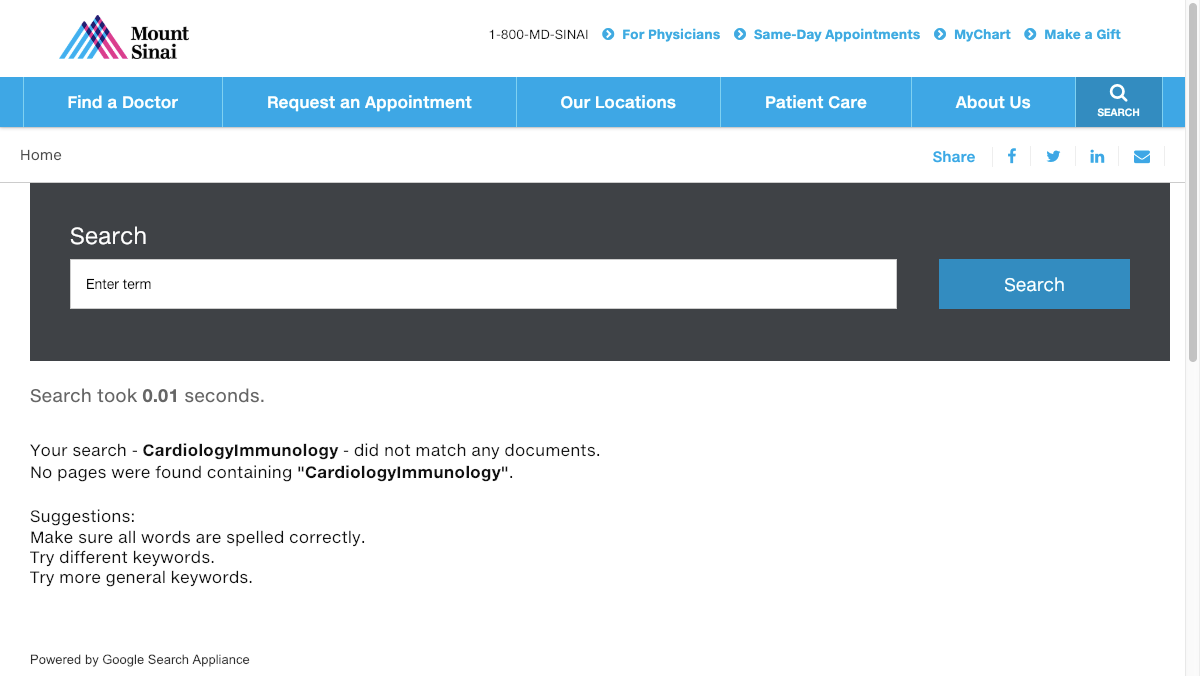 Mount
Sinai
1-800-MD-SINAI For Physicians Same-Day Appointments MyChart Make a Gift
Find a Doctor Request an Appointment Our Locations Patient Care About Us SEARCH
Home Share
Search
Enter term Search
Search took 0.01 seconds.
Your search - CardiologyImmunology - did not match any documents.
No pages were found containing "CardiologyImmunology".
Suggestions:
Make sure all words are spelled correctly.
Try different keywords.
Try more general keywords.
Powered by Google Search Appliance